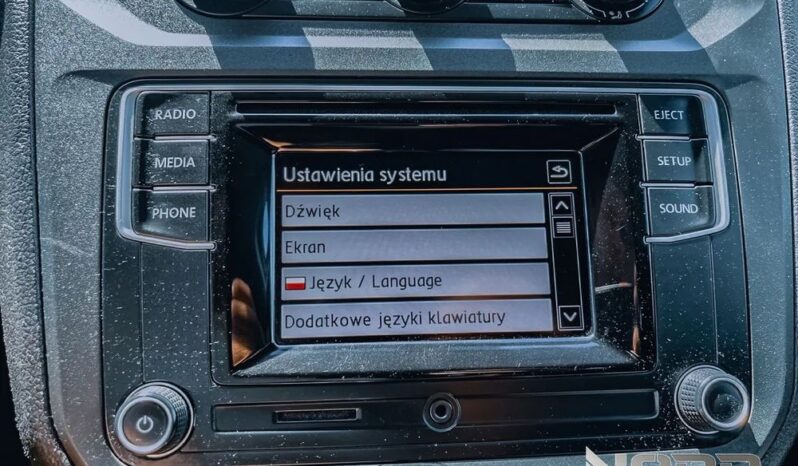 RADIO
MEDIA
PHONE
Ustawienia systemu
Dźwięk
Ekran
Język / Language
Dodatkowe języki klawiatury
EJECT
SETUP
SOUND